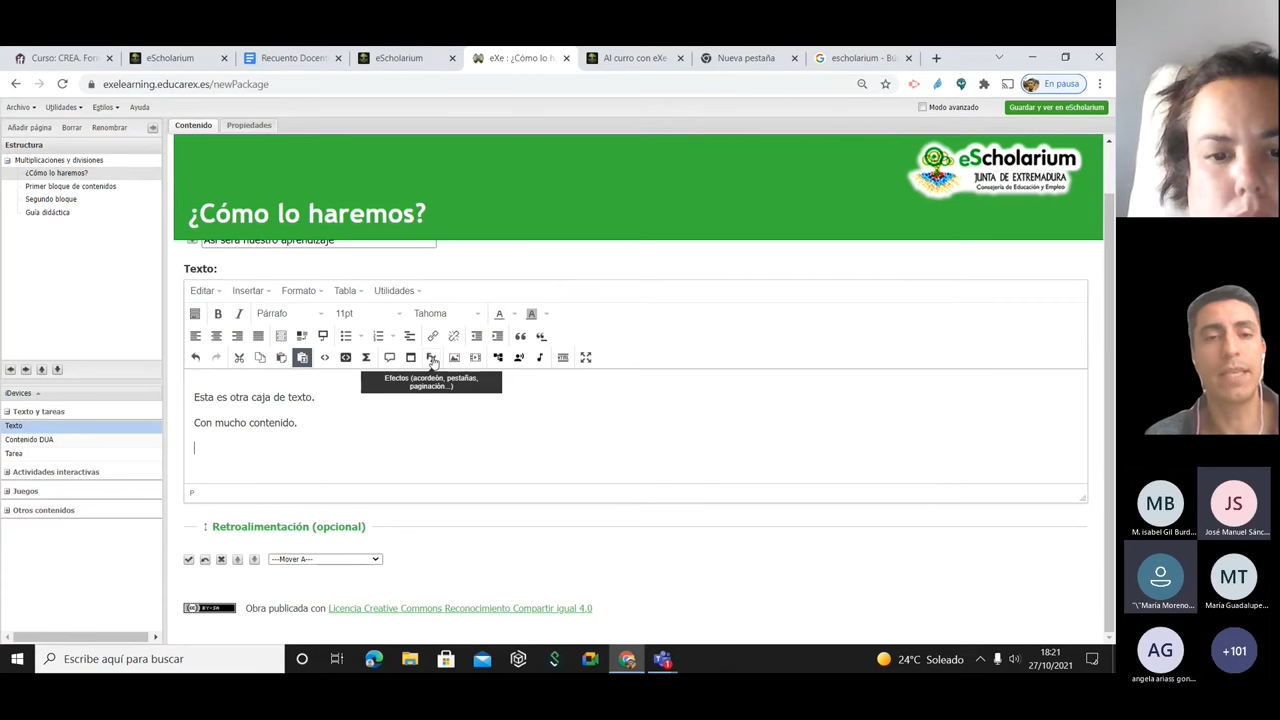 Curso: CREA. For
eScholarium
Recuento Docent
eScholarium
eXe : ¿Cómo lo h
Al curro con eXe
Nueva pestaña
escholarium - Bú
exelearning.educarex.es/newPackage
En pausa
Archivo
Utilidades
Estilos
Ayuda
Modo avanzado
Guardar y ver en eScholarium
Añadir página
Borrar
Renombrar
Contenido
Propiedades
Estructura
Multiplicaciones y divisiones
¿Cómo lo haremos?
Primer bloque de contenidos
Segundo bloque
Guía didáctica
eScholarium
JUNTA DE EXTREMADURA
Consejería de Educación y Empleo
¿Cómo lo haremos?
Así será nuestro aprendizaje
Texto:
Editar
Insertar
Formato
Tabla
Utilidades
Párrafo
11pt
Tahoma
Efectos (acordeón, pestañas,
paginación...)
Esta es otra caja de texto.
Con mucho contenido.
P
iDevices
Texto y tareas
Texto
Contenido DUA
Tarea
Actividades interactivas
Juegos
Otros contenidos
Retroalimentación (opcional)
---Mover A---
Obra publicada con Licencia Creative Commons Reconocimiento Compartir igual 4.0
Escribe aquí para buscar
24°C Soleado
18:21
27/10/2021
MB
M. isabel Gil Burd...
JS
José Manuel Sánc...
"\"María Moreno...
MT
María Guadalupe...
AG
angela ariass gon...
+101